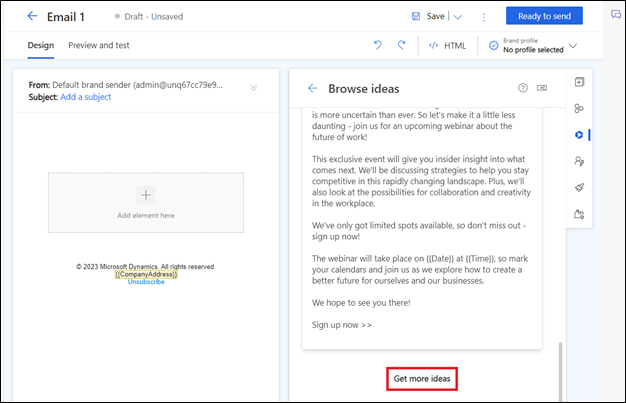 Email 1
Draft - Unsaved
Save
Ready to send
Design
Preview and test
HTML
Brand profile
No profile selected
From: Default brand sender (admin@unq67cc79e9...
Subject: Add a subject
Add element here
© 2023 Microsoft Dynamics. All rights reserved.
{{CompanyAddress}}
Unsubscribe
Browse ideas
is more uncertain than ever. So let's make it a little less
daunting - join us for an upcoming webinar about the
future of work!
This exclusive event will give you insider insight into what
comes next. We'll be discussing strategies to help you stay
competitive in this rapidly changing landscape. Plus, we'll
also look at the possibilities for collaboration and creativity
in the workplace.
We've only got limited spots available, so don't miss out -
sign up now!
The webinar will take place on {{Date}} at {{Time}}, so mark
your calendars and join us as we explore how to create a
better future for ourselves and our businesses.
We hope to see you there!
Sign up now >>
Get more ideas